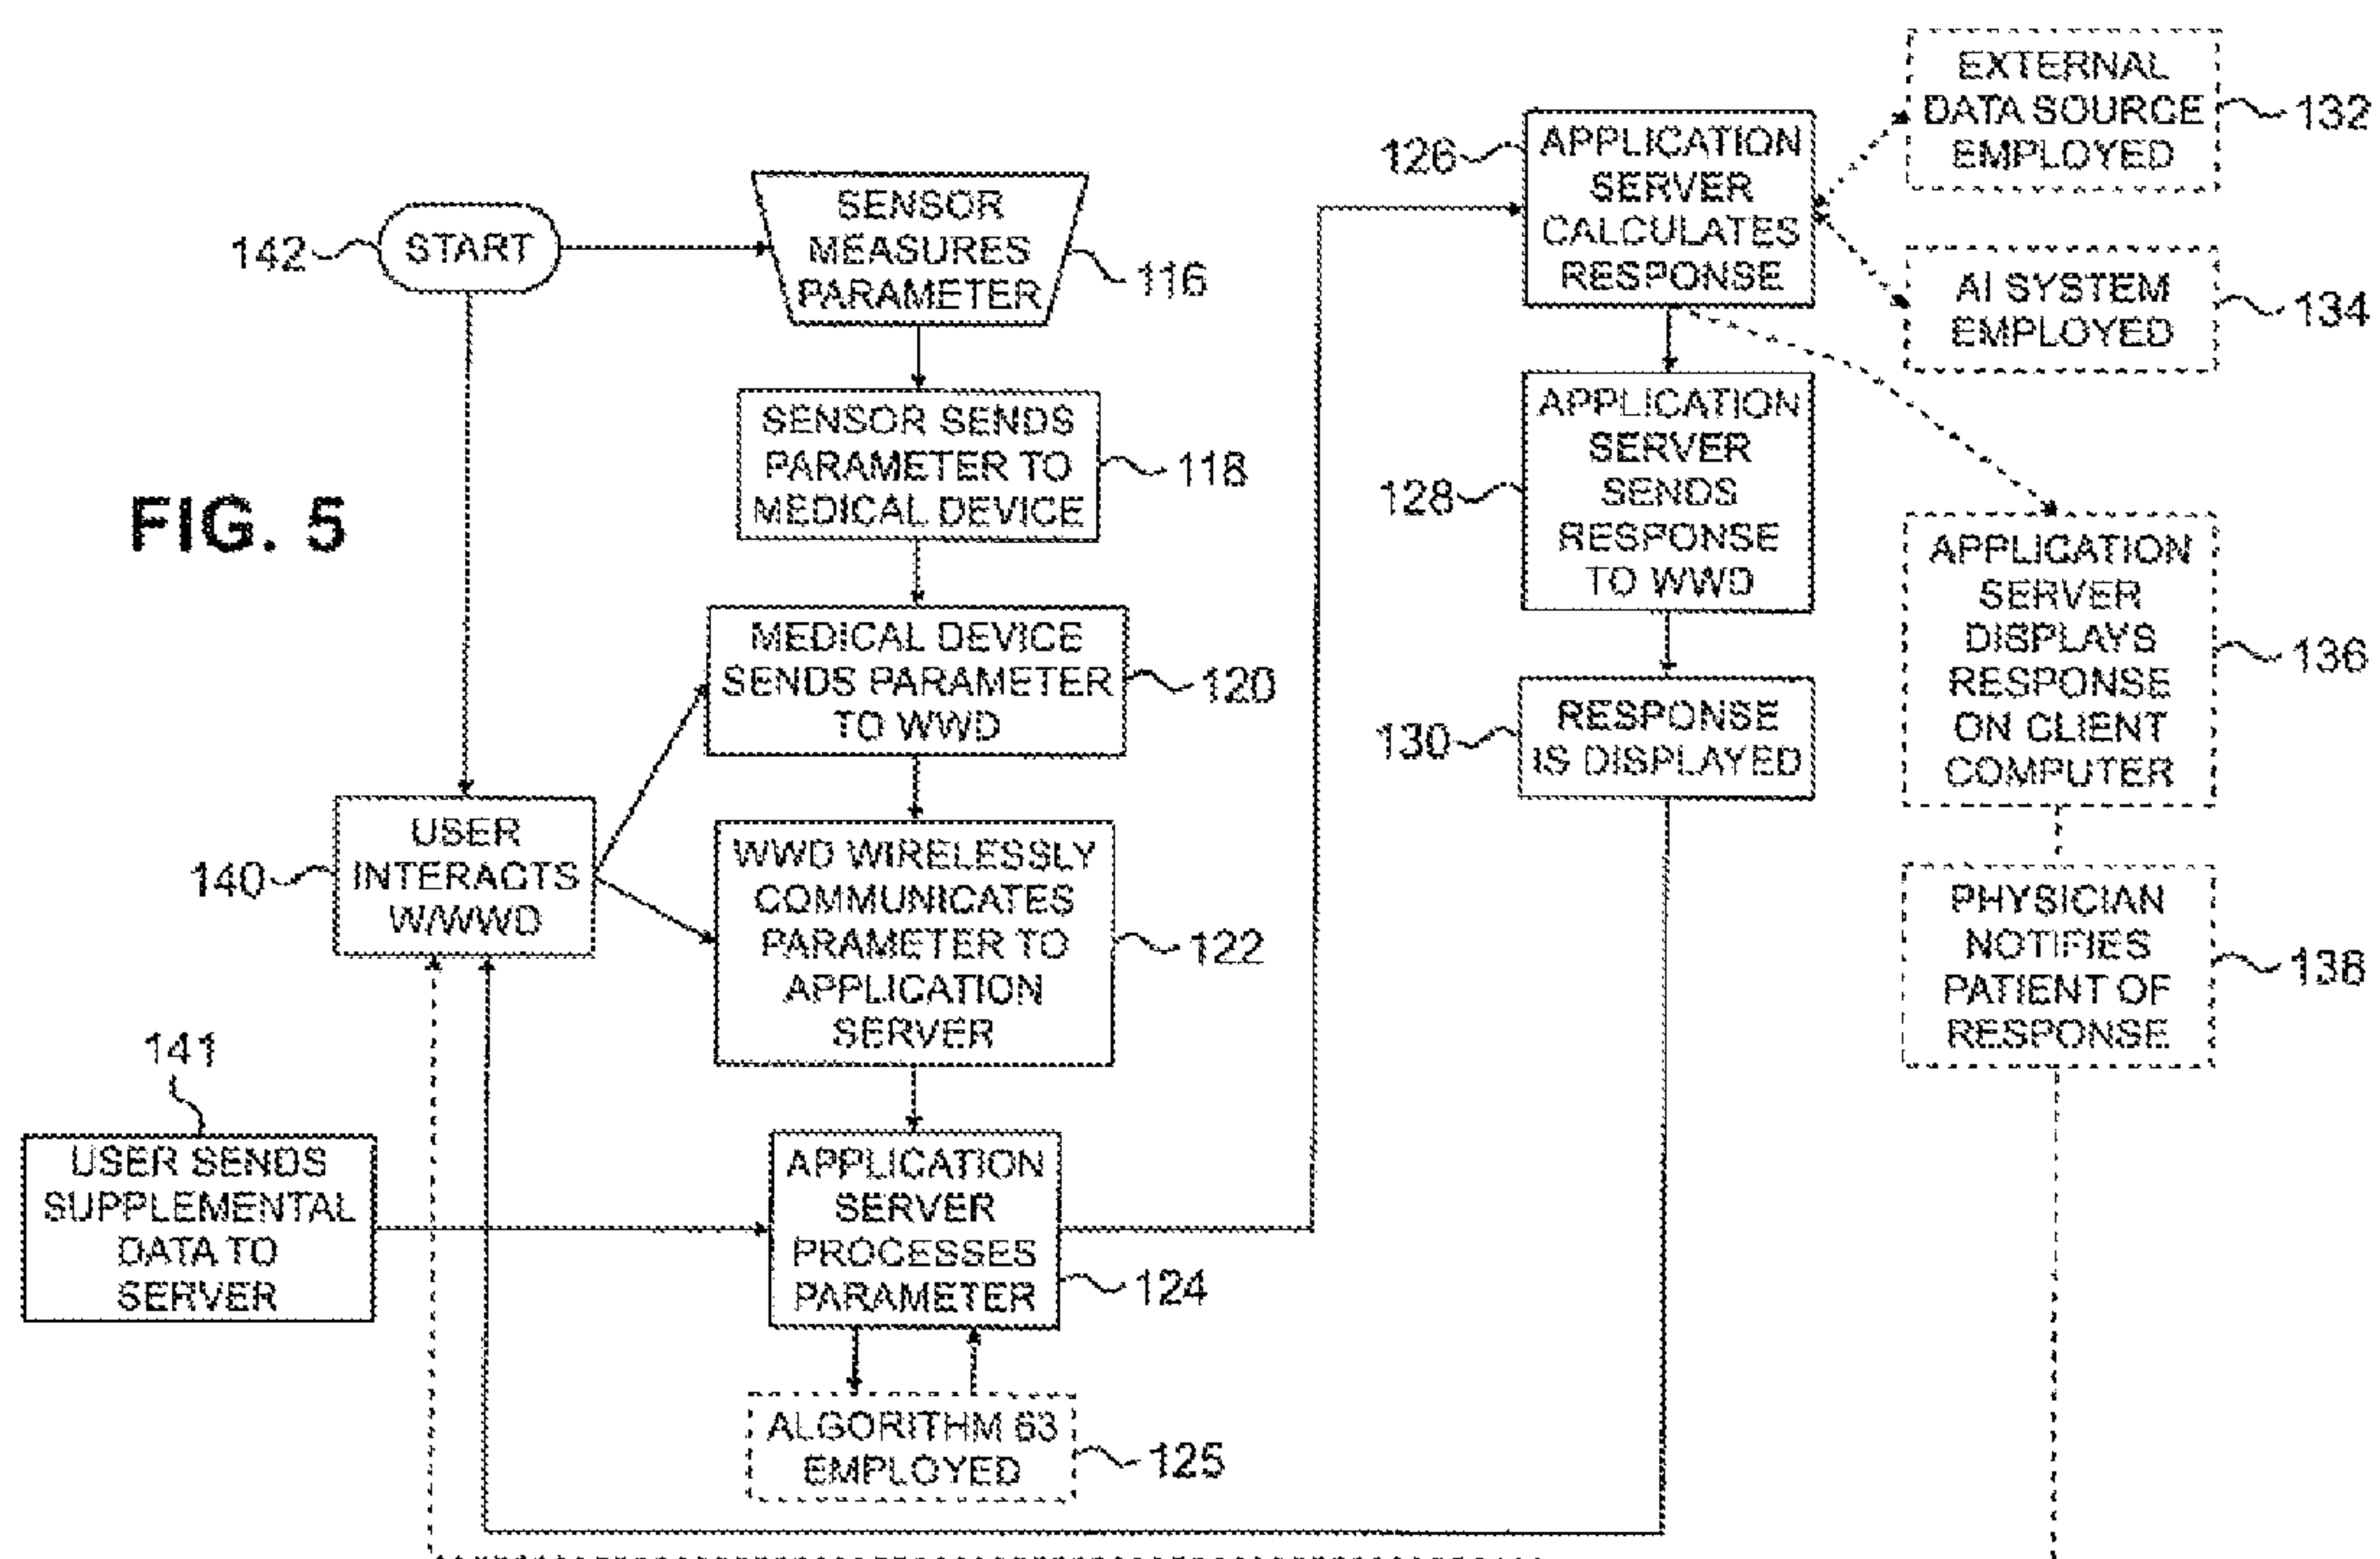 FIG. 5
142
START
SENSOR
MEASURES
PARAMETER
116
SENSOR SENDS
PARAMETER TO
MEDICAL DEVICE
118
MEDICAL DEVICE
SENDS PARAMETER
TO WWD
120
140
USER
INTERACTS
W/WWD
WWD WIRELESSLY
COMMUNICATES
PARAMETER TO
APPLICATION
SERVER
122
141
USER SENDS
SUPPLEMENTAL
DATA TO
SERVER
APPLICATION
SERVER
PROCESSES
PARAMETER
124
ALGORITHM 63
EMPLOYED
125
126
APPLICATION
SERVER
CALCULATES
RESPONSE
128
APPLICATION
SERVER
SENDS
RESPONSE
TO WWD
130
RESPONSE
IS DISPLAYED
EXTERNAL
DATA SOURCE
EMPLOYED
132
AI SYSTEM
EMPLOYED
134
APPLICATION
SERVER
DISPLAYS
RESPONSE
ON CLIENT
COMPUTER
136
PHYSICIAN
NOTIFIES
PATIENT OF
RESPONSE
138